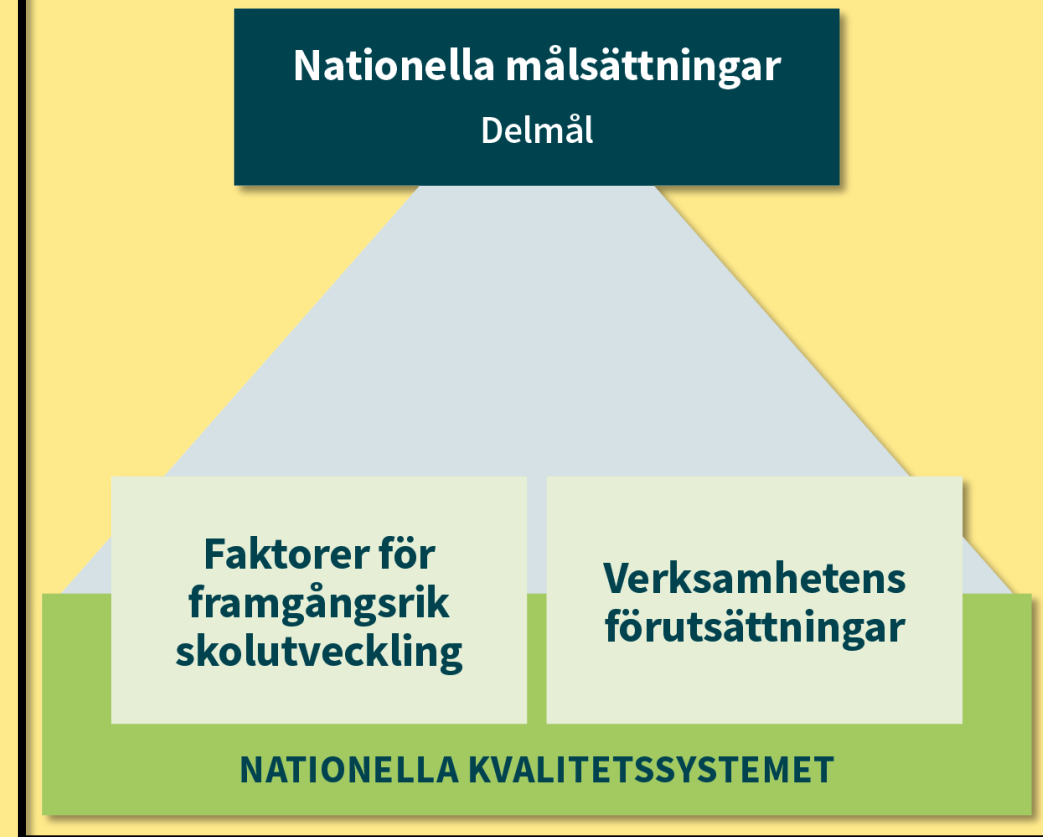 Nationella målsättningar
Delmål
Faktorer för
framgångsrik
skolutveckling
Verksamhetens
förutsättningar
NATIONELLA KVALITETSSYSTEMET